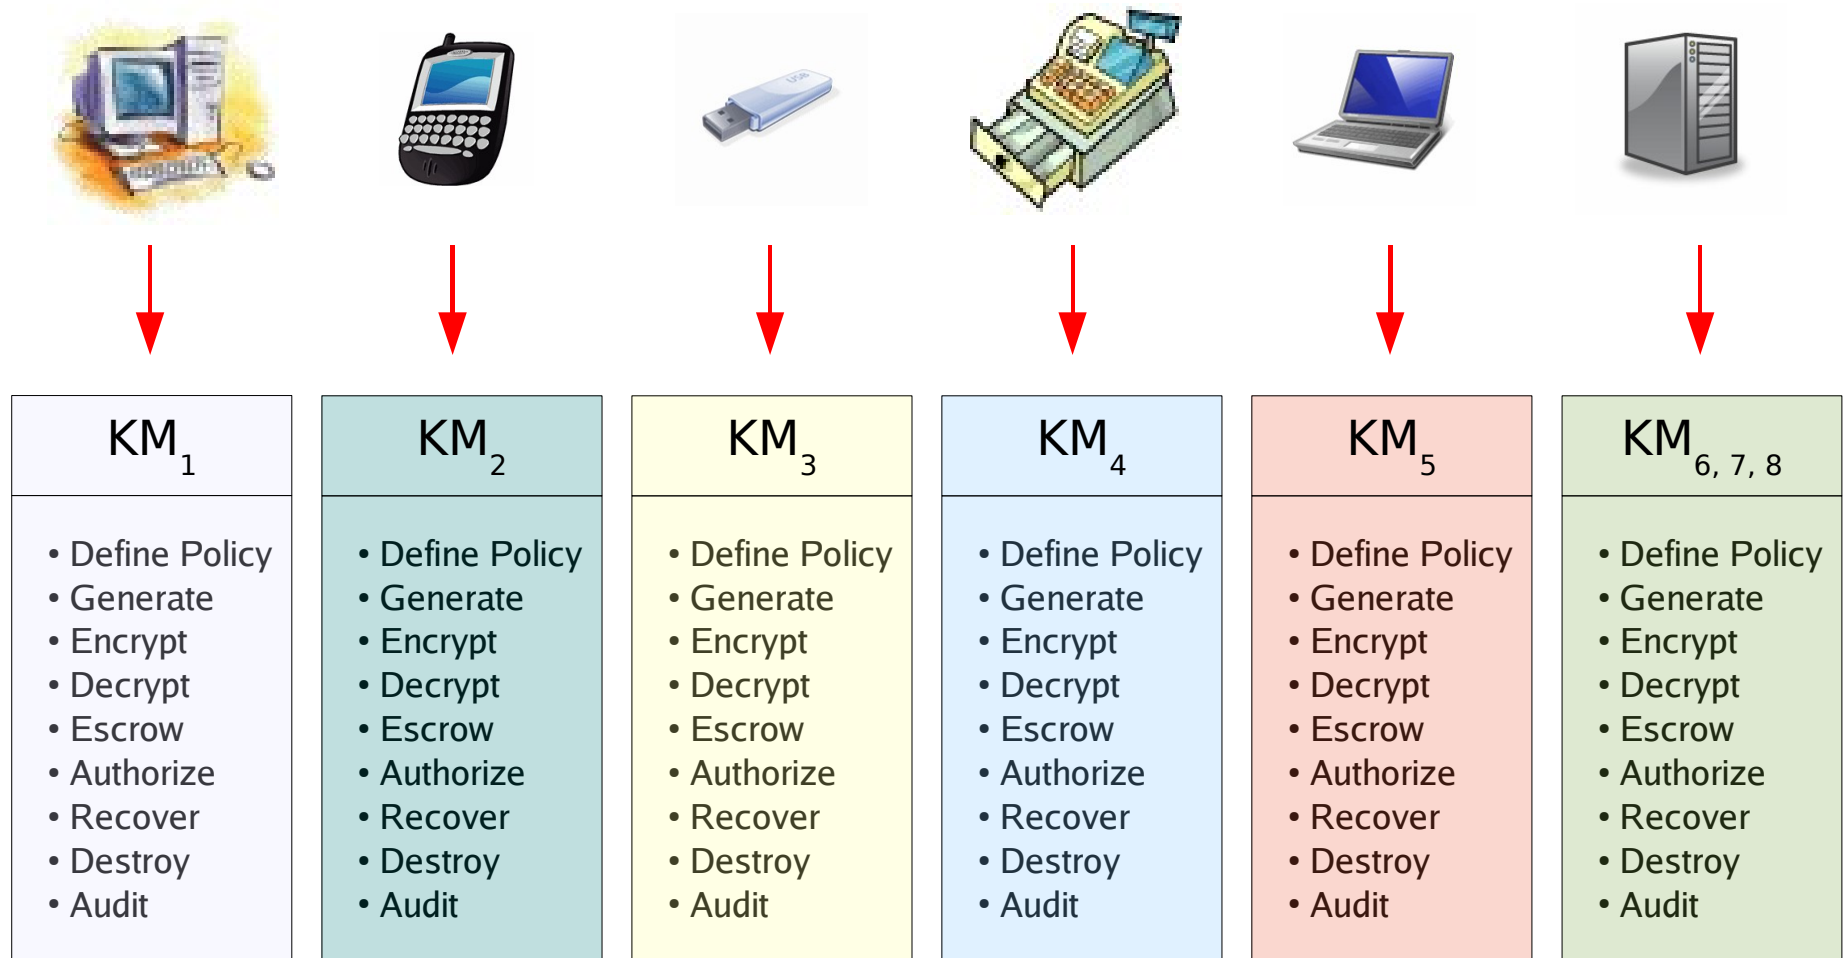 USB
KM1
Define Policy
Generate
Encrypt
Decrypt
Escrow
Authorize
Recover
Destroy
Audit
KM2
Define Policy
Generate
Encrypt
Decrypt
Escrow
Authorize
Recover
Destroy
Audit
KM3
Define Policy
Generate
Encrypt
Decrypt
Escrow
Authorize
Recover
Destroy
Audit
KM4
Define Policy
Generate
Encrypt
Decrypt
Escrow
Authorize
Recover
Destroy
Audit
KM5
Define Policy
Generate
Encrypt
Decrypt
Escrow
Authorize
Recover
Destroy
Audit
KM6, 7, 8
Define Policy
Generate
Encrypt
Decrypt
Escrow
Authorize
Recover
Destroy
Audit